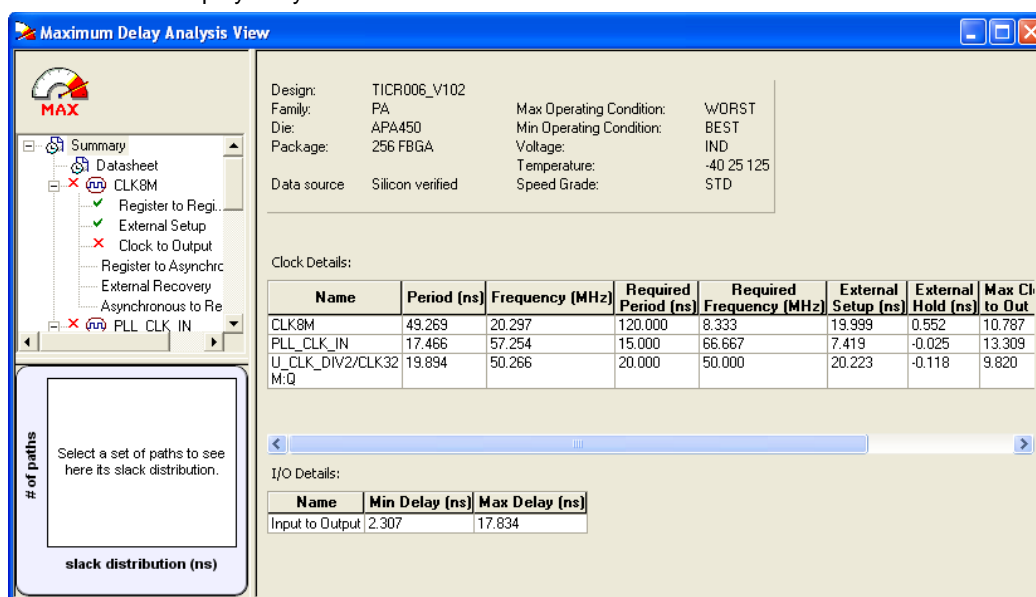 Maximum Delay Analysis View
MAX
Summary
Datasheet
CLK8M
Register to Regi...
External Setup
Clock to Output
Register to Asynchrc
External Recovery
Asynchronous to Re
PLL_CLK_IN
# of paths
Select a set of paths to see
here its slack distribution.
slack distribution (ns)
Design: TICR006_V102
Family: PA Max Operating Condition: WORST
Die: APA450 Min Operating Condition: BEST
Package: 256 FBGA Voltage: IND
Temperature: -40 25 125
Data source Silicon verified Speed Grade: STD
Clock Details:
Name Period (ns) Frequency (MHz) Required Period (ns) Required Frequency (MHz) External Setup (ns) External Hold (ns) Max Cl to Out
CLK8M 49.269 20.297 120.000 8.333 19.999 0.552 10.787
PLL_CLK_IN 17.466 57.254 15.000 66.667 7.419 -0.025 13.309
U_CLK_DIV2/CLK32 19.894 50.266 20.000 50.000 20.223 -0.118 9.820
M:Q
I/O Details:
Name Min Delay (ns) Max Delay (ns)
Input to Output 2.307 17.834